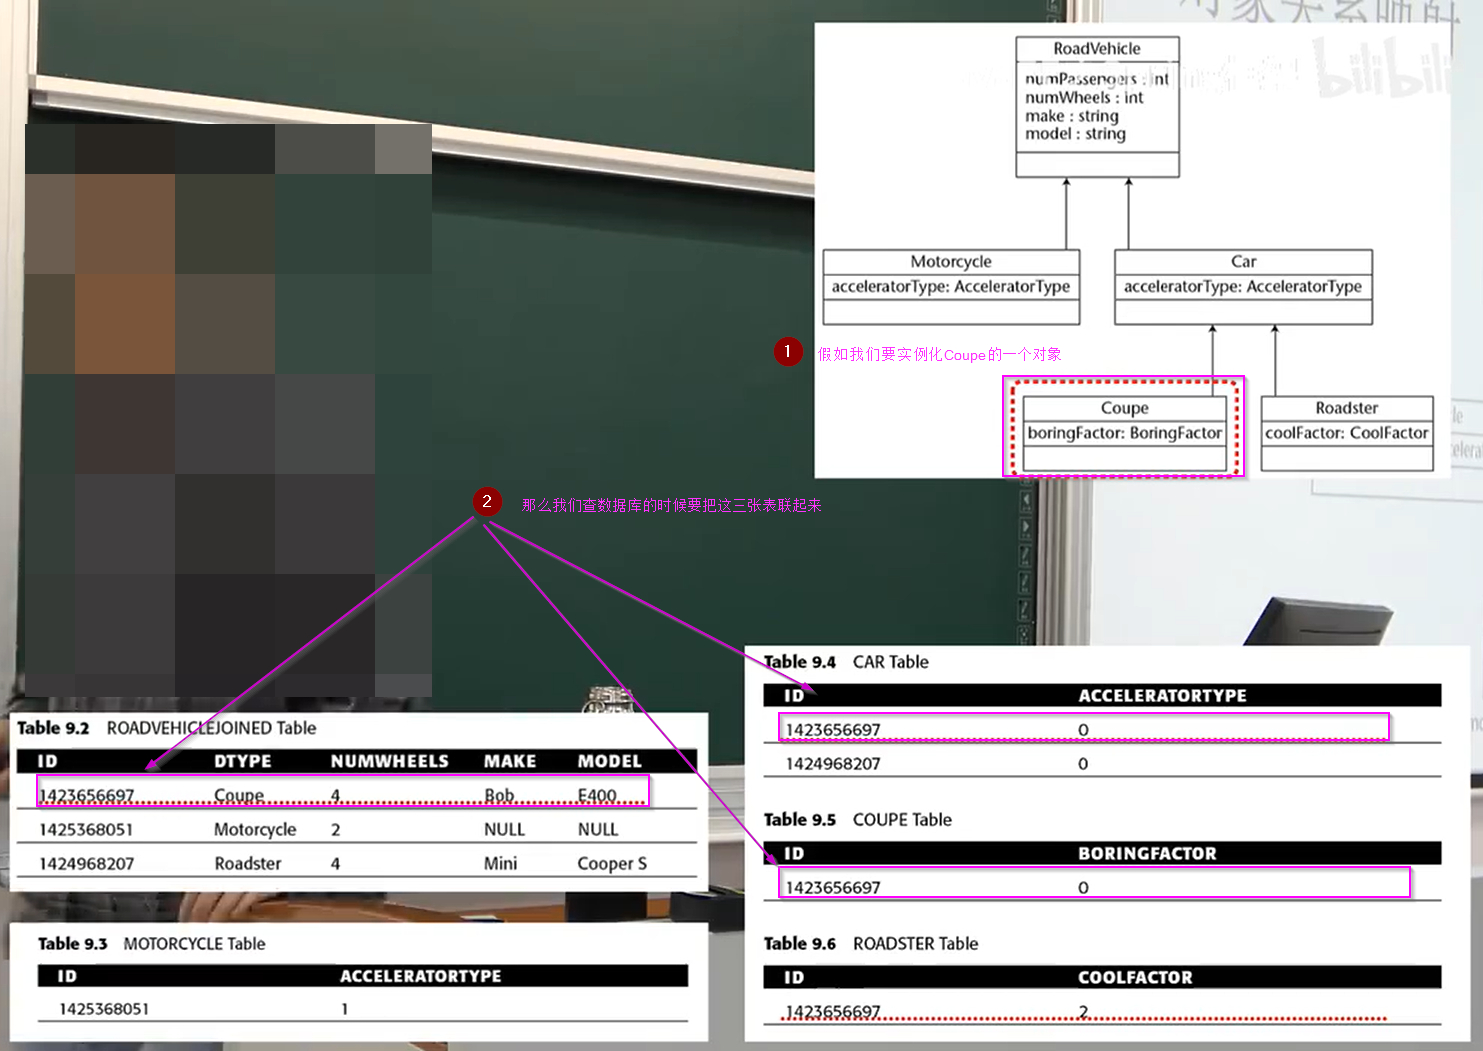 对象关系映射
bilibili
RoadVehicle
numPassengers : int
numWheels : int
make : string
model : string
Motorcycle
acceleratorType: AcceleratorType
Car
acceleratorType: AcceleratorType
1 假如我们要实例化Coupe的一个对象
Coupe
boringFactor: BoringFactor
Roadster
coolFactor: CoolFactor
2 那么我们查数据库的时候要把这三张表联起来
Table 9.2 ROADVEHICLEJOINED Table
ID DTYPE NUMWHEELS MAKE MODEL
1423656697 Coupe 4 Bob E400
1425368051 Motorcycle 2 NULL NULL
1424968207 Roadster 4 Mini Cooper S
Table 9.3 MOTORCYCLE Table
ID ACCELERATORTYPE
1425368051 1
Table 9.4 CAR Table
ID ACCELERATORTYPE
1423656697 0
1424968207 0
Table 9.5 COUPE Table
ID BORINGFACTOR
1423656697 0
Table 9.6 ROADSTER Table
ID COOLFACTOR
1423656697 2